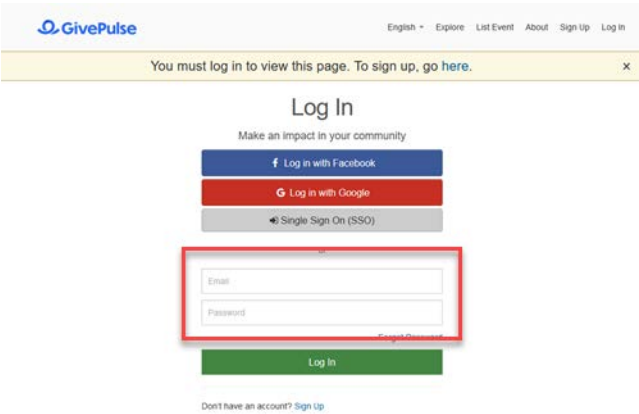 GivePulse
English Explore List Event About Sign Up Log In
You must log in to view this page. To sign up, go here. ×
Log In
Make an impact in your community
f Log in with Facebook
G Log in with Google
Single Sign On (SSO)
Email
Password
Forgot Password
Log In
Don't have an account? Sign Up